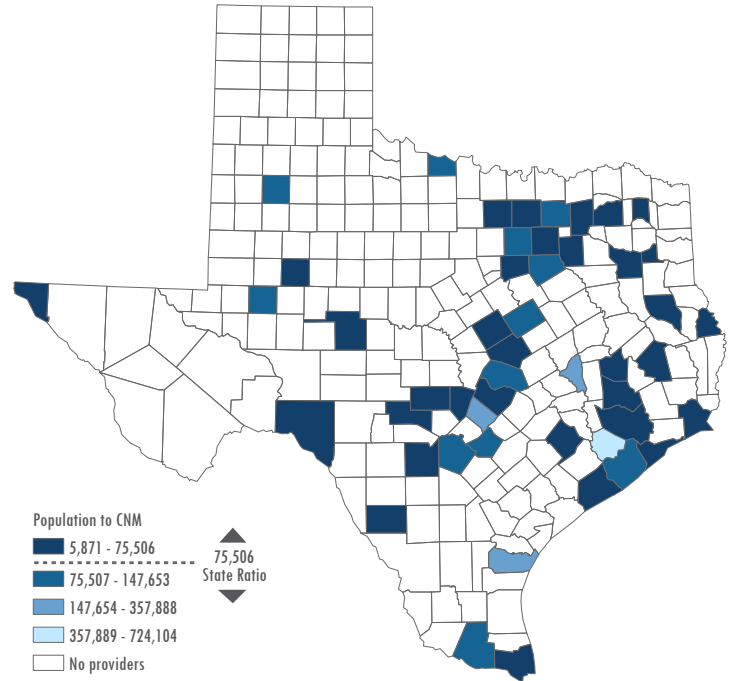 Population to CNM
5,871 - 75,506
75,506
State Ratio
75,507 - 147,653
147,654 - 357,888
357,889 - 724,104
No providers